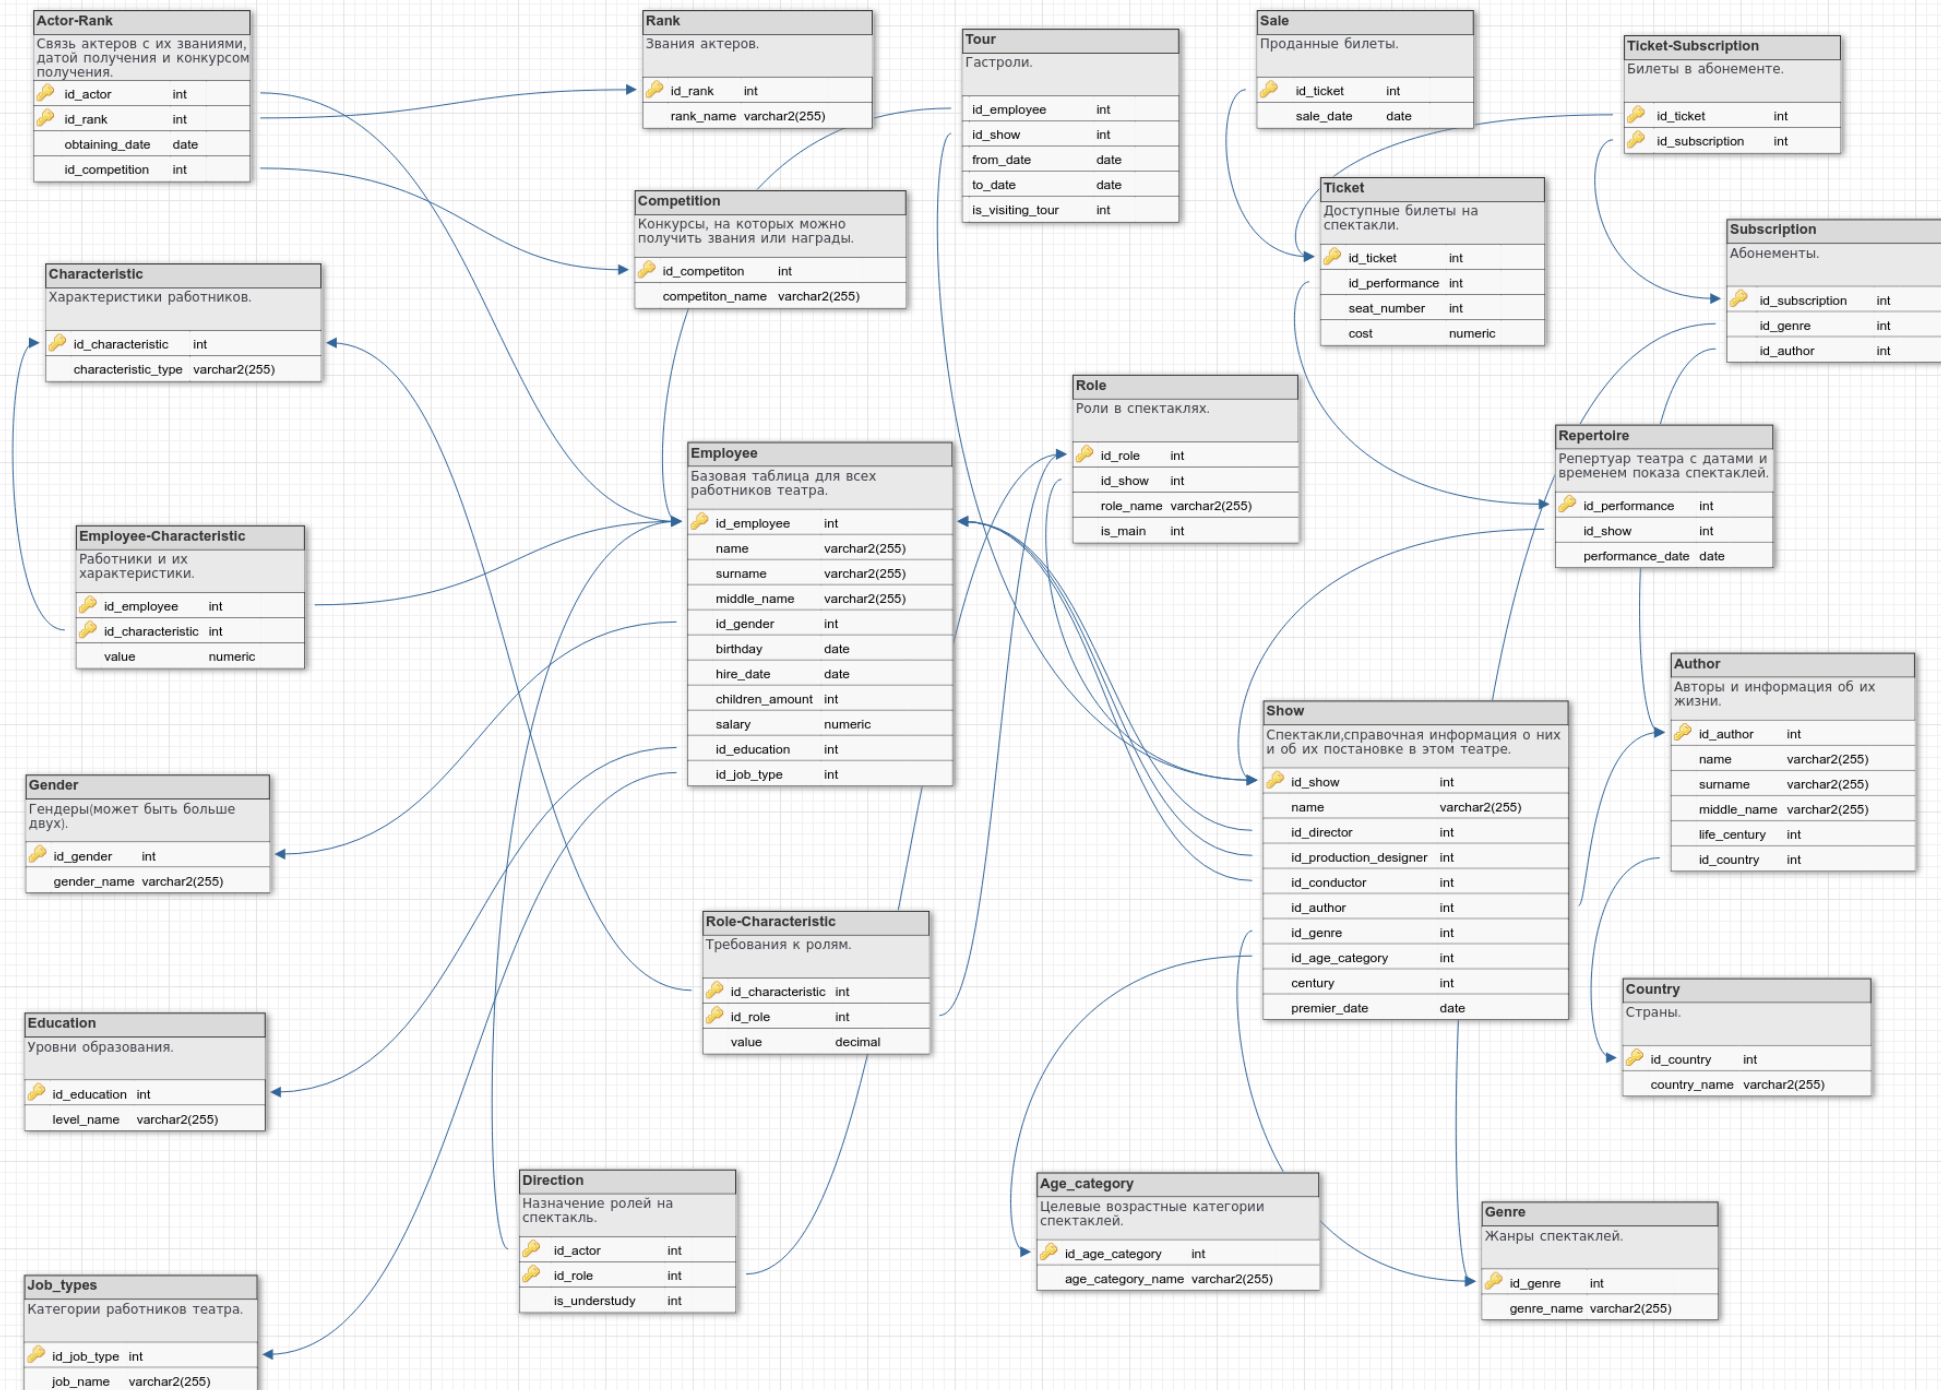 Actor-Rank
Связь актеров с их званиями,
датой получения и конкурсом
получения.
id_actor int
id_rank int
obtaining_date date
id_competition int
Rank
Звания актеров.
id_rank int
rank_name varchar2(255)
Tour
Гастроли.
id_employee int
id_show int
from_date date
to_date date
is_visiting_tour int
Sale
Проданные билеты.
id_ticket int
sale_date date
Ticket-Subscription
Билеты в абонементе.
id_ticket int
id_subscription int
Competition
Конкурсы, на которых можно
получить звания или награды.
id_competiton int
competiton_name varchar2(255)
Ticket
Доступные билеты на
спектакли.
id_ticket int
id_performance int
seat_number int
cost numeric
Subscription
Абонементы.
id_subscription int
id_genre int
id_author int
Characteristic
Характеристики работников.
id_characteristic int
characteristic_type varchar2(255)
Role
Роли в спектаклях.
id_role int
id_show int
role_name varchar2(255)
is_main int
Repertoire
Репертуар театра с датами и
временем показа спектаклей.
id_performance int
id_show int
performance_date date
Employee
Базовая таблица для всех
работников театра.
id_employee int
name varchar2(255)
surname varchar2(255)
middle_name varchar2(255)
id_gender int
birthday date
hire_date date
children_amount int
salary numeric
id_education int
id_job_type int
Employee-Characteristic
Работники и их
характеристики.
id_employee int
id_characteristic int
value numeric
Author
Авторы и информация об их
жизни.
id_author int
name varchar2(255)
surname varchar2(255)
middle_name varchar2(255)
life_century int
id_country int
Show
Спектакли,справочная информация о них
и об их постановке в этом театре.
id_show int
name varchar2(255)
id_director int
id_production_designer int
id_conductor int
id_author int
id_genre int
id_age_category int
century int
premier_date date
Gender
Гендеры(может быть больше
двух).
id_gender int
gender_name varchar2(255)
Role-Characteristic
Требования к ролям.
id_characteristic int
id_role int
value decimal
Country
Страны.
id_country int
country_name varchar2(255)
Education
Уровни образования.
id_education int
level_name varchar2(255)
Direction
Назначение ролей на
спектакль.
id_actor int
id_role int
is_understudy int
Age_category
Целевые возрастные категории
спектаклей.
id_age_category int
age_category_name varchar2(255)
Genre
Жанры спектаклей.
id_genre int
genre_name varchar2(255)
Job_types
Категории работников театра.
id_job_type int
job_name varchar2(255)